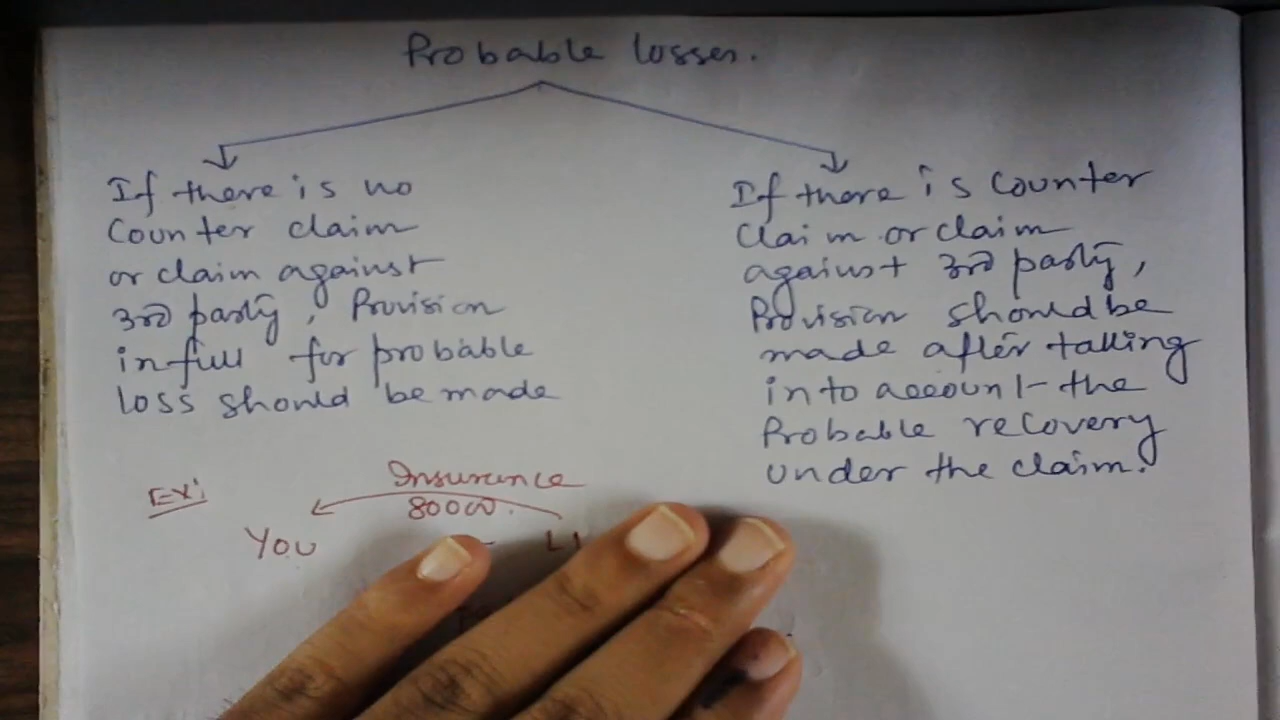 Probable losses.
If there is no
Counter claim
or claim against
3rd party, Provision
in full for probable
loss should be made
If there is Counter
Claim or claim
against 3rd party,
Provision should be
made after taking
into account the
Probable recovery
under the claim.
Ex:
Insurance
You